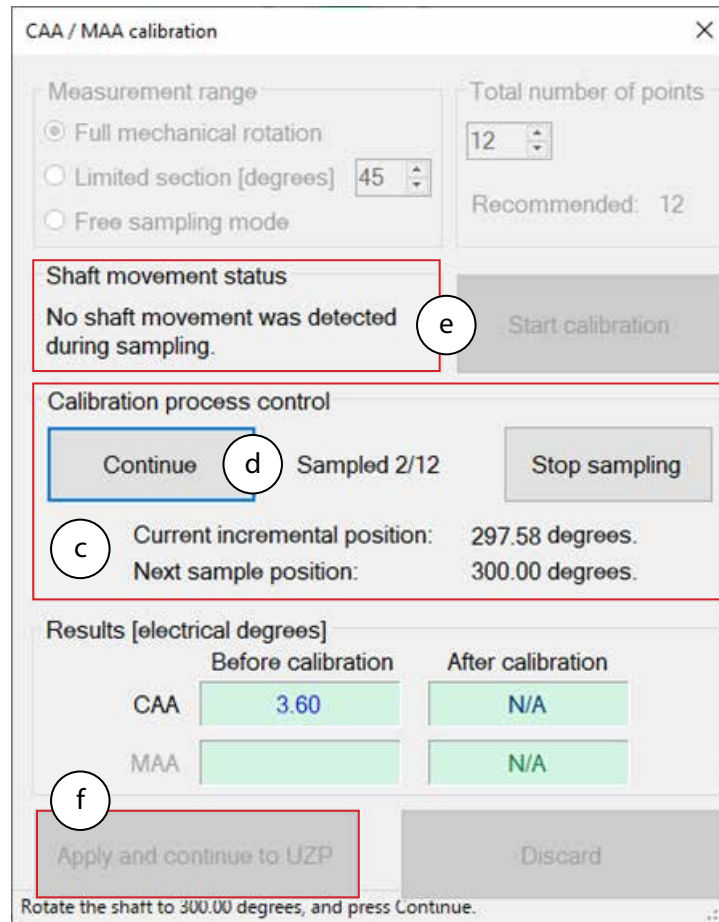 CAA / MAA calibration
Measurement range
Total number of points
Full mechanical rotation
12
Limited section [degrees] 45
Recommended: 12
Free sampling mode
Shaft movement status
No shaft movement was detected
during sampling.
e
Start calibration
Calibration process control
Continue
d
Sampled 2/12
Stop sampling
c
Current incremental position: 297.58 degrees.
Next sample position: 300.00 degrees.
Results [electrical degrees]
Before calibration After calibration
CAA 3.60 N/A
MAA N/A
f
Apply and continue to UZP
Discard
Rotate the shaft to 300.00 degrees, and press Continue.